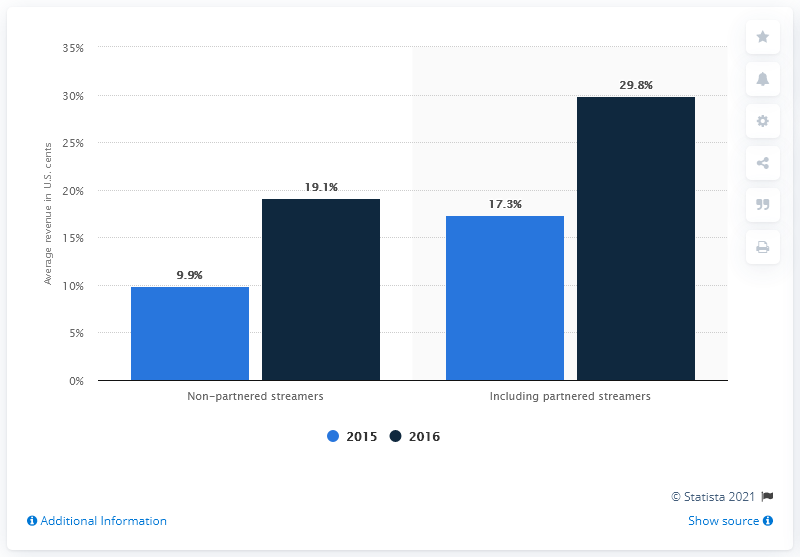 35%
30%
25%
20%
15%
10%
5%
0%
Average revenue in U.S. cents
9.9%
19.1%
17.3%
29.8%
Non-partnered streamers
Including partnered streamers
2015
2016
© Statista 2021
Additional Information
Show source